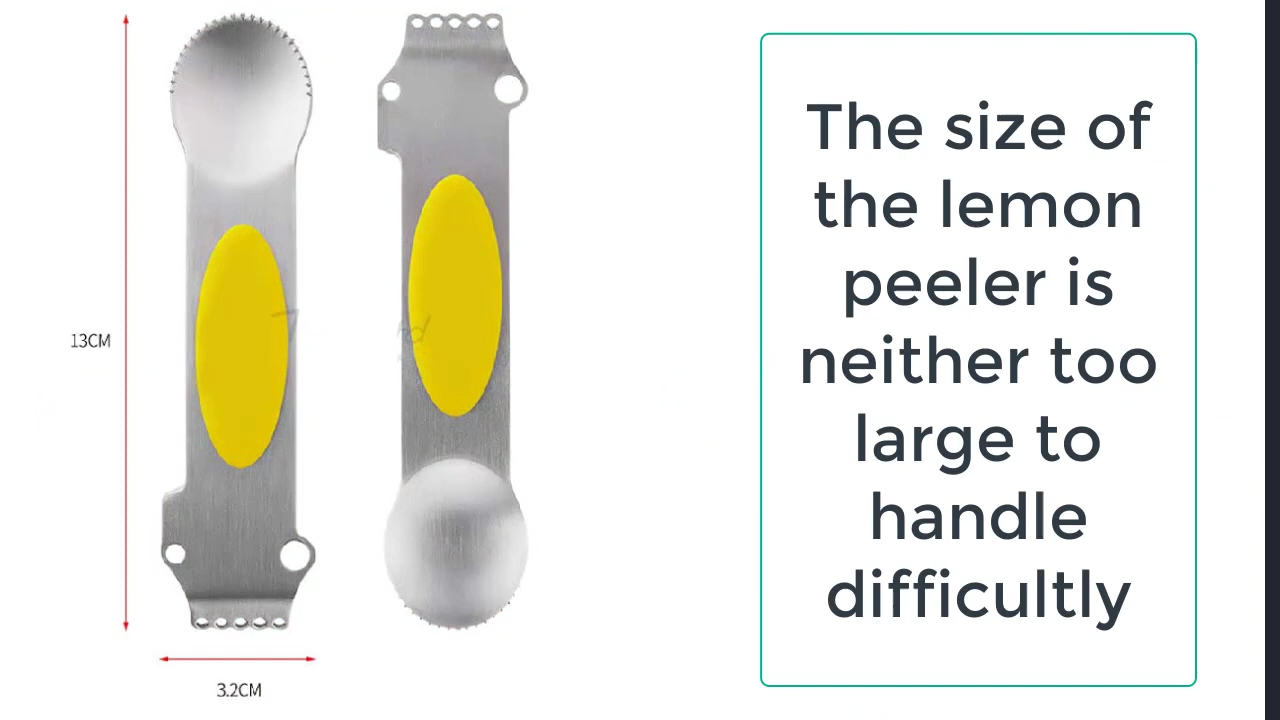 13CM
3.2CM
The size of
the lemon
peeler is
neither too
large to
handle
difficultly